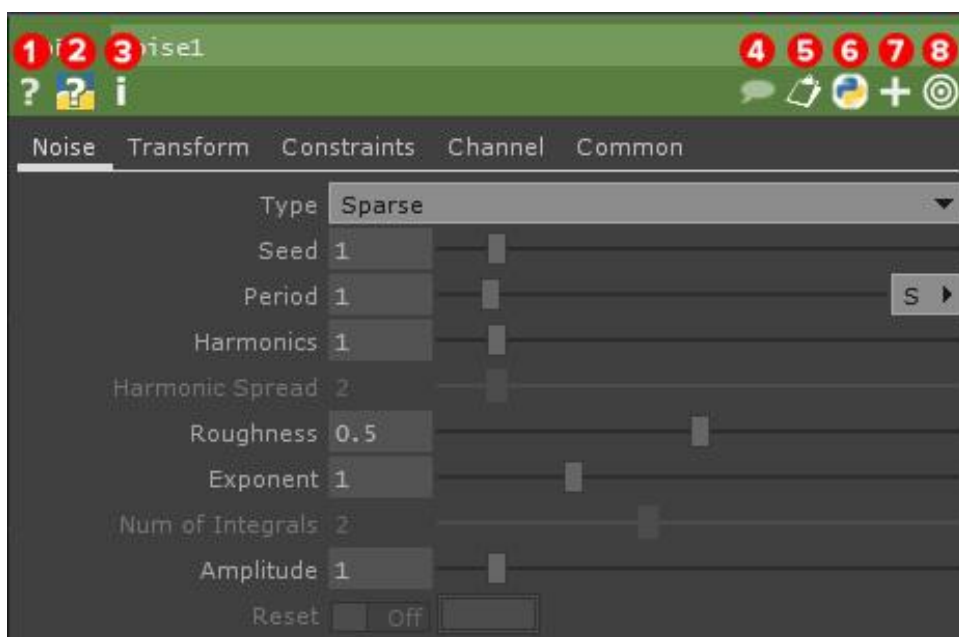 oise1
1 2 3 4 5 6 7 8
? ? i
Noise Transform Constraints Channel Common
Type Sparse
Seed 1
Period 1 S
Harmonics 1
Harmonic Spread 2
Roughness 0.5
Exponent 1
Num of Integrals 2
Amplitude 1
Reset Off